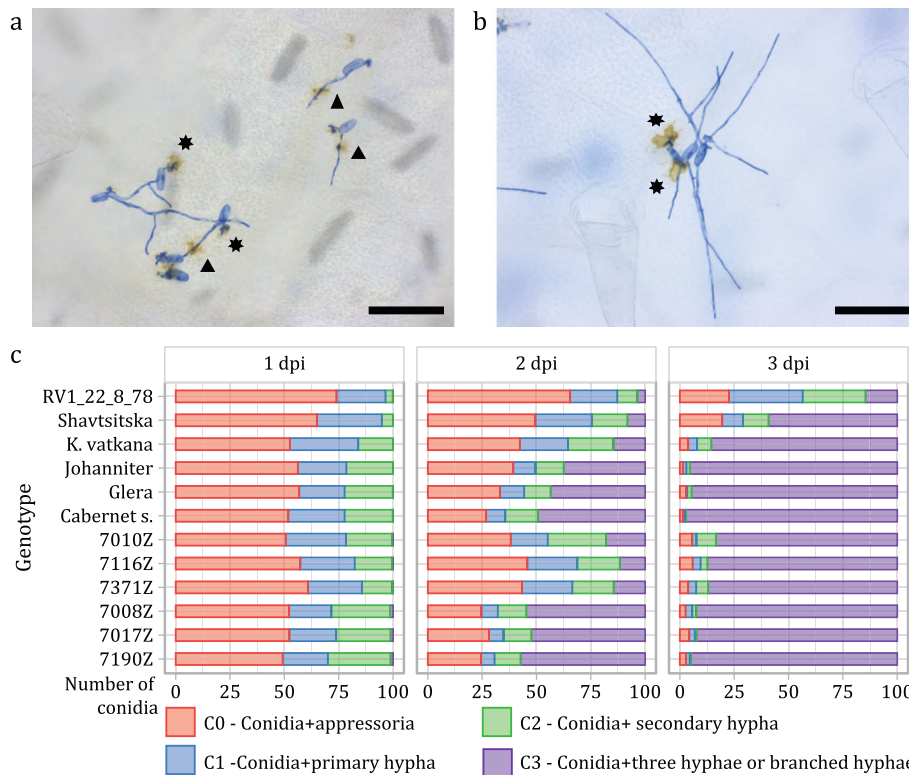 a
b
c
1 dpi
2 dpi
3 dpi
Genotype
RV1_22_8_78
Shavtsitska
K. vatkana
Johanniter
Glera
Cabernet s.
7010Z
7116Z
7371Z
7008Z
7017Z
7190Z
Number of
conidia
0 25 50 75 100
0 25 50 75 100
0 25 50 75 100
C0 - Conidia+appressoria
C2 - Conidia+ secondary hypha
C1 -Conidia+primary hypha
C3 - Conidia+three hyphae or branched hyphae